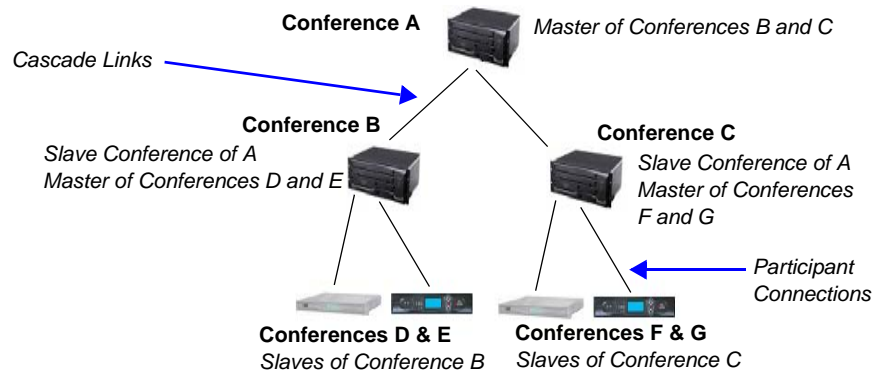 Conference A
Master of Conferences B and C
Cascade Links
Conference B
Slave Conference of A
Master of Conferences D and E
Conference C
Slave Conference of A
Master of Conferences
F and G
Participant
Connections
Conferences D & E
Slaves of Conference B
Conferences F & G
Slaves of Conference C